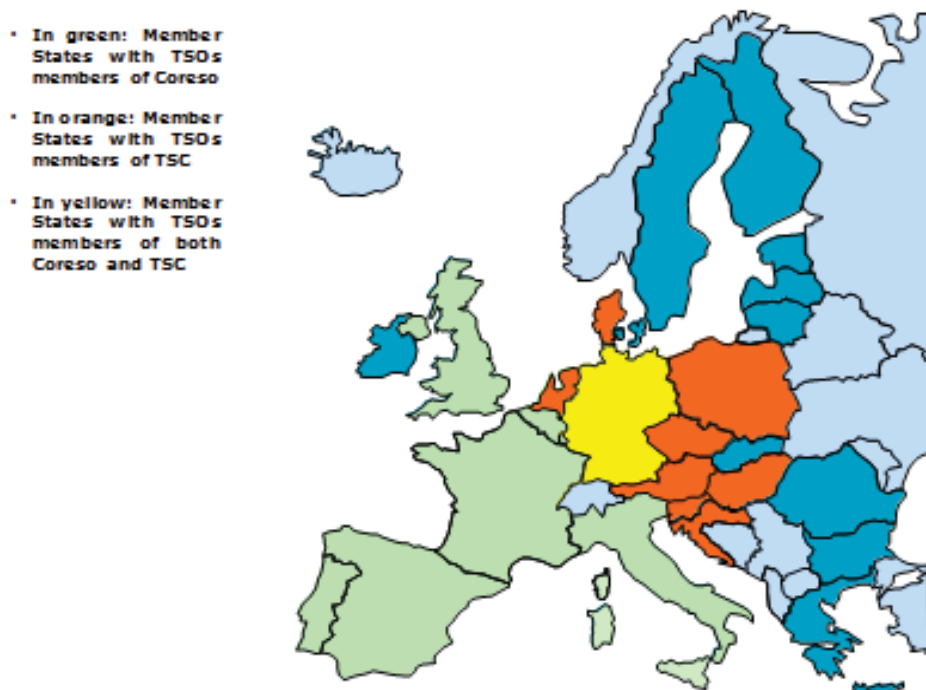 • In green: Member
States with TSOs
members of Coreso
• In orange: Member
States with TSOs
members of TSC
• In yellow: Member
States with TSOs
members of both
Coreso and TSC